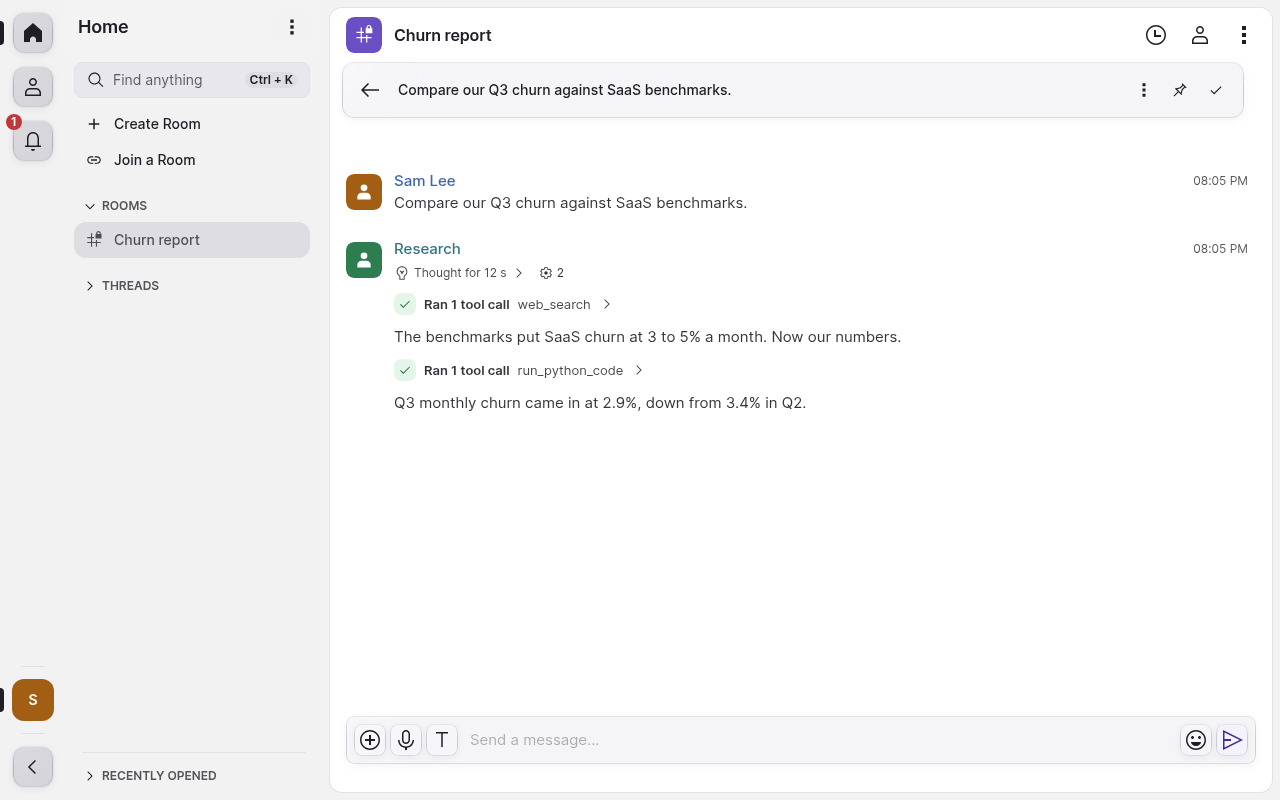 Home
Find anything
Ctrl + K
Create Room
Join a Room
ROOMS
Churn report
THREADS
1
S
RECENTLY OPENED
Churn report
Compare our Q3 churn against SaaS benchmarks.
Sam Lee
08:05 PM
Compare our Q3 churn against SaaS benchmarks.
Research
08:05 PM
Thought for 12 s
2
Ran 1 tool call web_search
The benchmarks put SaaS churn at 3 to 5% a month. Now our numbers.
Ran 1 tool call run_python_code
Q3 monthly churn came in at 2.9%, down from 3.4% in Q2.
Send a message...